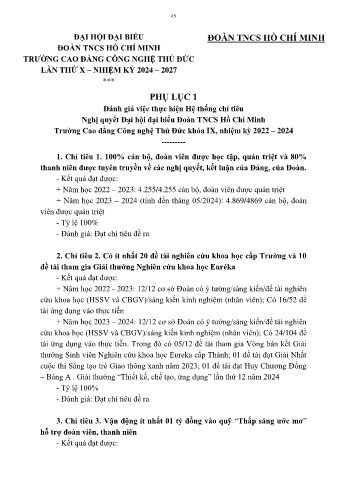 45
ĐẠI HỘI ĐẠI BIỂU
ĐOÀN TNCS HỒ CHÍ MINH
TRƯỜNG CAO ĐẲNG CÔNG NGHỆ THỦ ĐỨC
LẦN THỨ X – NHIỆM KỲ 2024 – 2027
***
ĐOÀN TNCS HỒ CHÍ MINH
PHỤ LỤC 1
Đánh giá việc thực hiện Hệ thống chỉ tiêu
Nghị quyết Đại hội đại biểu Đoàn TNCS Hồ Chí Minh
Trường Cao đẳng Công nghệ Thủ Đức khóa IX, nhiệm kỳ 2022 – 2024
---------
1. Chỉ tiêu 1. 100% cán bộ, đoàn viên được học tập, quán triệt và 80%
thanh niên được tuyên truyền về các nghị quyết, kết luận của Đảng, của Đoàn.
- Kết quả đạt được:
+ Năm học 2022 – 2023: 4.255/4.255 cán bộ, đoàn viên được quán triệt
+ Năm học 2023 – 2024 (tính đến tháng 05/2024): 4.869/4869 cán bộ, đoàn
viên được quán triệt
- Tỷ lệ 100%
- Đánh giá: Đạt chỉ tiêu đề ra
2. Chỉ tiêu 2. Có ít nhất 20 đề tài nghiên cứu khoa học cấp Trường và 10
đề tài tham gia Giải thưởng Nghiên cứu khoa học Euréka
- Kết quả đạt được:
+ Năm học 2022 - 2023: 12/12 cơ sở Đoàn có ý tưởng/sáng kiến/đề tài nghiên
cứu khoa học (HSSV và CBGV)/sáng kiến kinh nghiệm (nhân viên); Có 16/52 đề
tài ứng dụng vào thực tiễn
+ Năm học 2023 – 2024: 12/12 cơ sở Đoàn có ý tưởng/sáng kiến/đề tài nghiên
cứu khoa học (HSSV và CBGV)/sáng kiến kinh nghiệm (nhân viên); Có 24/104 đề
tài ứng dụng vào thực tiễn. Trong đó có 05/12 đề tài tham gia Vòng bán kết Giải
thưởng Sinh viên Nghiên cứu khoa học Eureka cấp Thành; 01 đề tài đạt Giải Nhất
cuộc thi Sáng tạo trẻ Giao thông xanh năm 2023; 01 đề tài đạt Huy Chương Đồng
– Bảng A . Giải thưởng “Thiết kế, chế tạo, ứng dụng” lần thứ 12 năm 2024
- Tỷ lệ 100%
- Đánh giá: Đạt chỉ tiêu đề ra
3. Chỉ tiêu 3. Vận động ít nhất 01 tỷ đồng vào quỹ “Thắp sáng ước mơ”
hỗ trợ đoàn viên, thanh niên
- Kết quả đạt được: